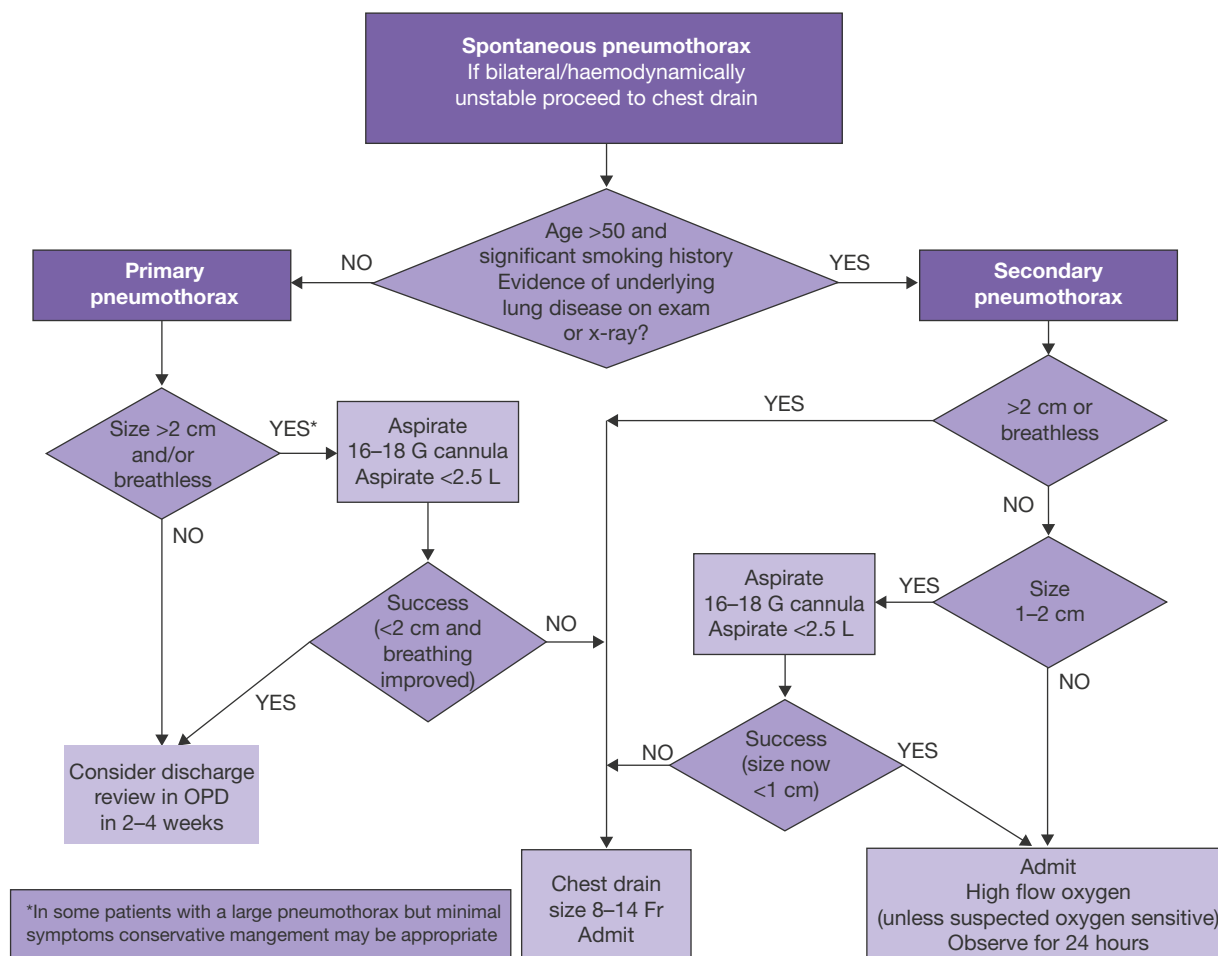 Spontaneous pneumothorax
If bilateral/haemodynamically
unstable proceed to chest drain
Age >50 and
significant smoking history
Evidence of underlying
lung disease on exam
or x-ray?
NO
YES
Primary
pneumothorax
Secondary
pneumothorax
Size >2 cm
and/or
breathless
YES*
NO
Aspirate
16–18 G cannula
Aspirate <2.5 L
Success
(<2 cm and
breathing
improved)
YES
NO
Consider discharge
review in OPD
in 2–4 weeks
>2 cm or
breathless
YES
NO
Size
1–2 cm
YES
NO
Aspirate
16–18 G cannula
Aspirate <2.5 L
Success
(size now
<1 cm)
NO
YES
Chest drain
size 8–14 Fr
Admit
Admit
High flow oxygen
(unless suspected oxygen sensitive)
Observe for 24 hours
*In some patients with a large pneumothorax but minimal
symptoms conservative mangement may be appropriate